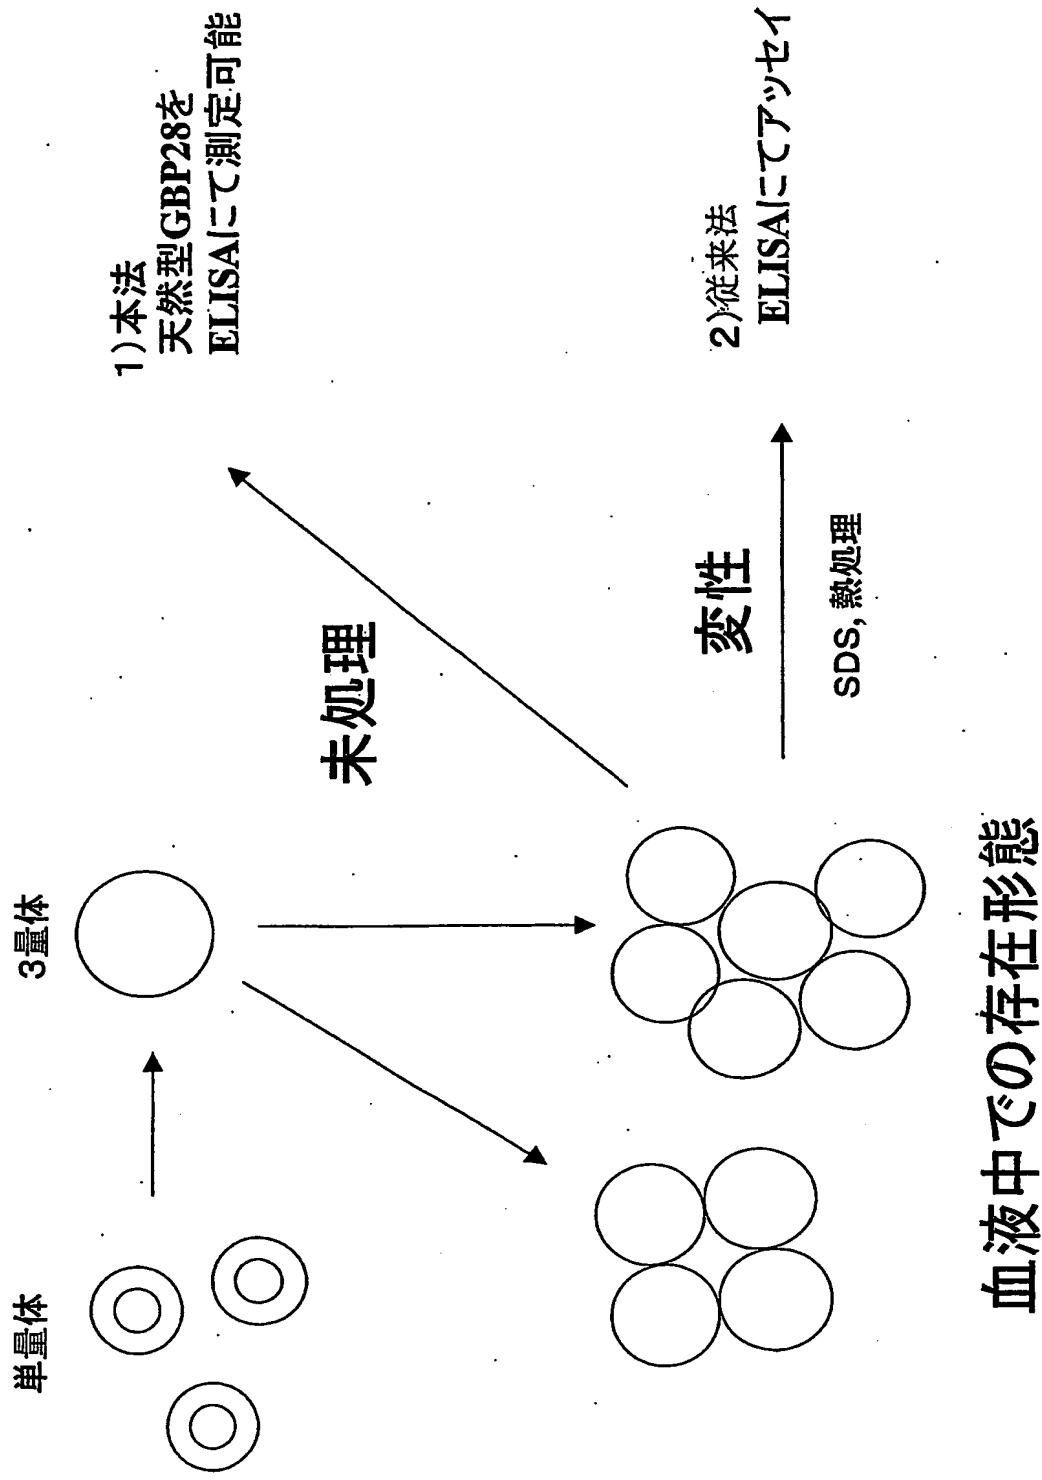 単量体
3量体
1)本法
天然型GBP28を
ELISAにて測定可能
未処理
変性
SDS, 熱処理
2)従来法
ELISAにてアッセイ
血液中での存在形態